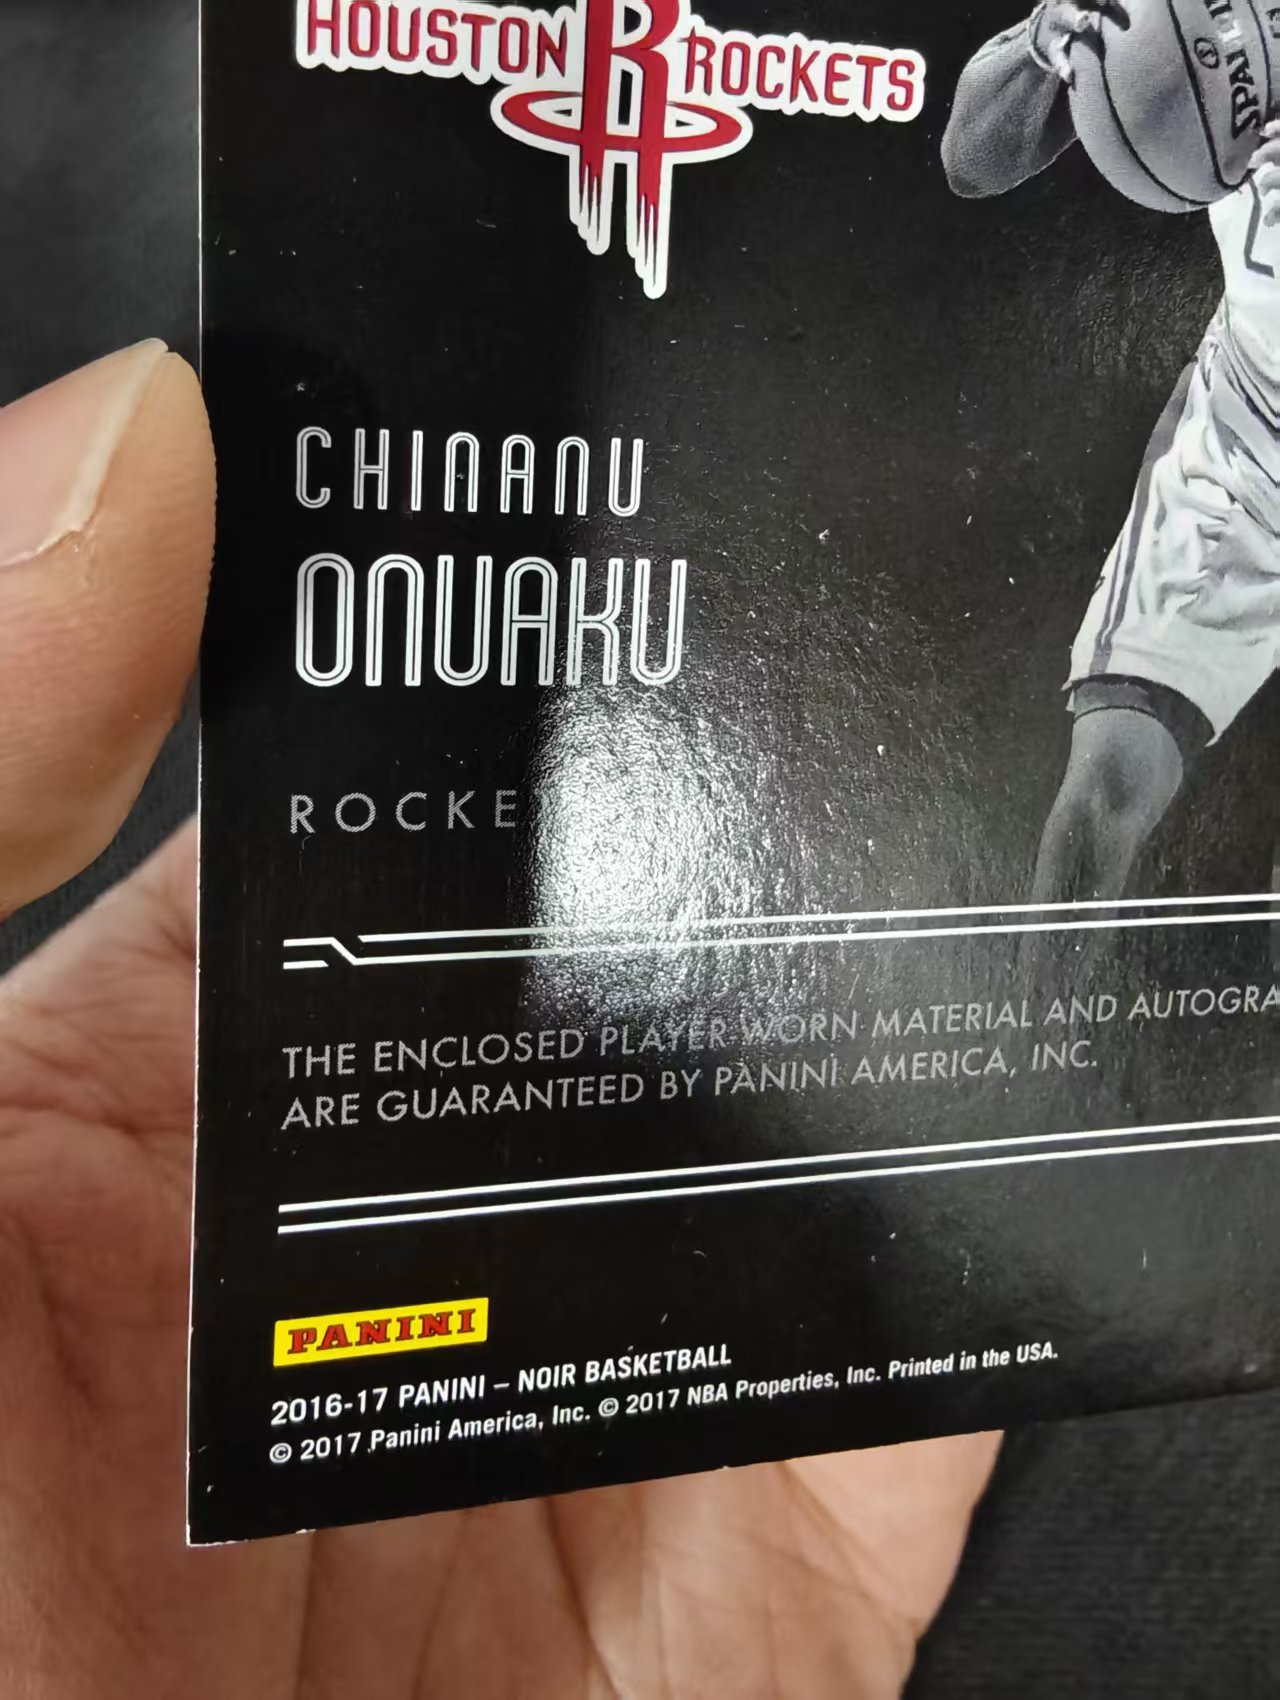 HOUSTON ROCKETS
SPAL
CHINANU
ONUAKU
ROCKE
THE ENCLOSED PLAYER-WORN MATERIAL AND AUTOGRA
ARE GUARANTEED BY PANINI AMERICA, INC.
PANINI
2016-17 PANINI – NOIR BASKETBALL
© 2017 Panini America, Inc. © 2017 NBA Properties, Inc. Printed in the USA.